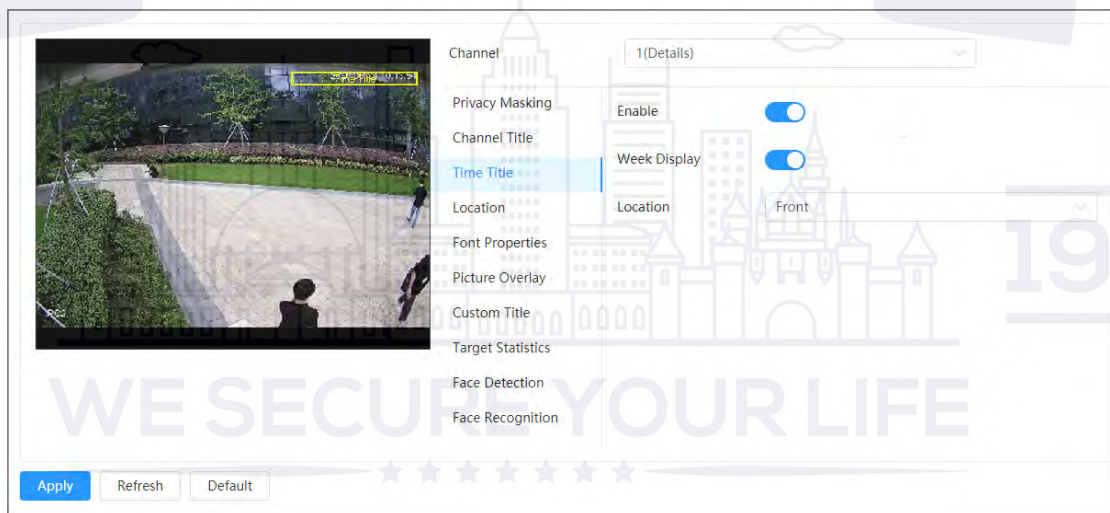 Channel
1(Details)
Privacy Masking
Channel Title
Time Title
Location
Font Properties
Picture Overlay
Custom Title
Target Statistics
Face Detection
Face Recognition
Enable
Week Display
Location
Front
19
WE SECURE YOUR LIFE
Apply
Refresh
Default